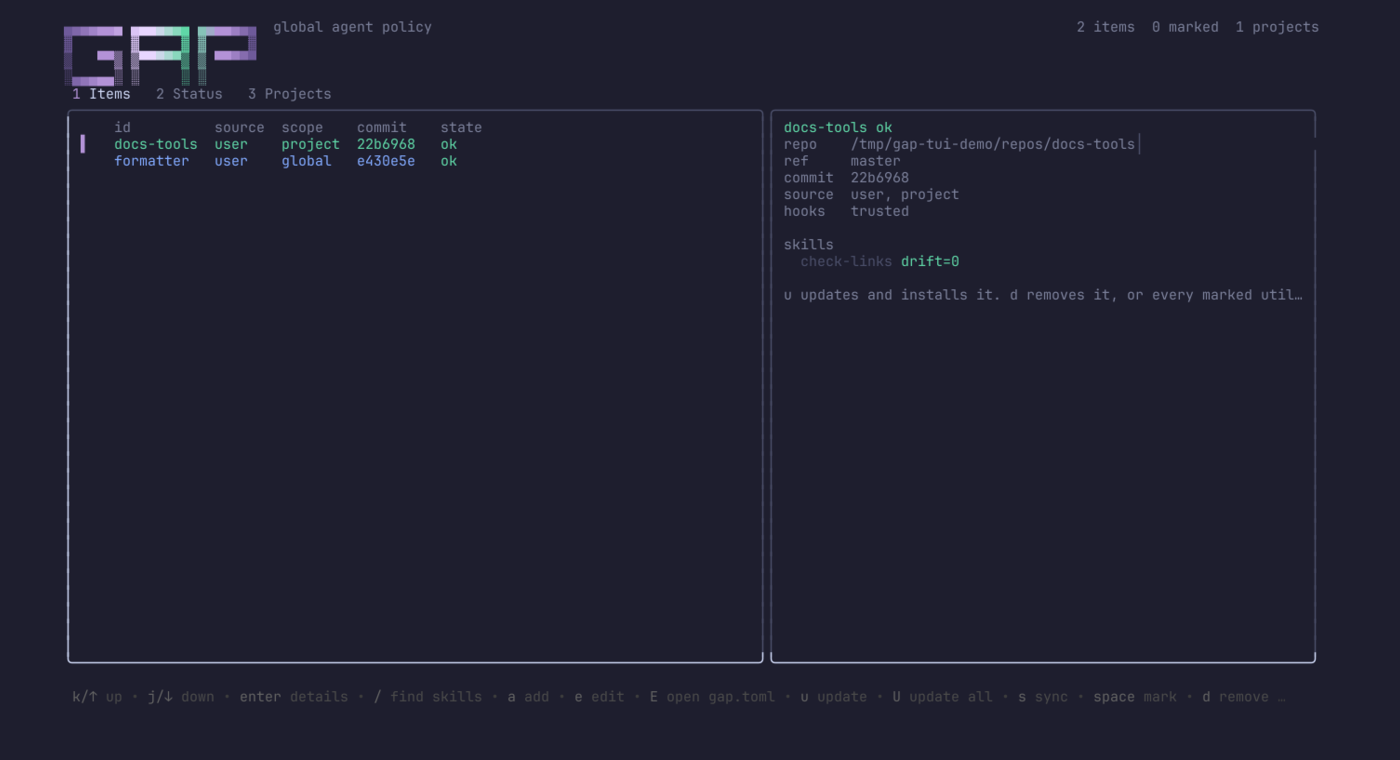 GAP global agent policy 2 items 0 marked 1 projects
1 Items 2 Status 3 Projects
id source scope commit state
docs-tools user project 22b6968 ok
formatter user global e430e5e ok
docs-tools ok
repo /tmp/gap-tui-demo/repos/docs-tools
ref master
commit 22b6968
source user, project
hooks trusted
skills
check-links drift=0
u updates and installs it. d removes it, or every marked util…
k/↑ up • j/↓ down • enter details • / find skills • a add • e edit • E open gap.toml • u update • U update all • s sync • space mark • d remove …